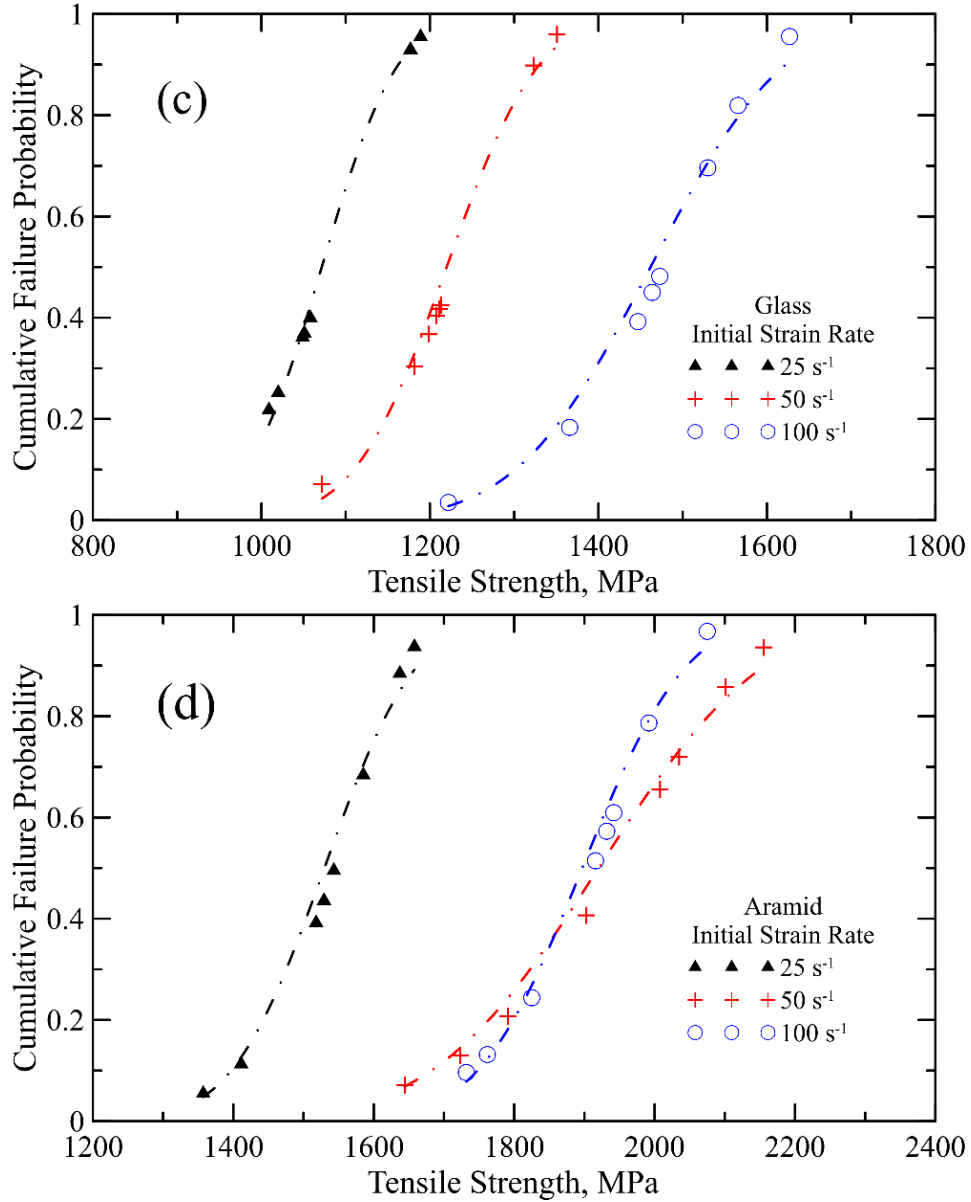 1
0.8
0.6
0.4
0.2
0
Cumulative Failure Probability
(c)
Glass
Initial Strain Rate
25 s⁻¹
50 s⁻¹
100 s⁻¹
800 1000 1200 1400 1600 1800
Tensile Strength, MPa
1
0.8
0.6
0.4
0.2
0
Cumulative Failure Probability
(d)
Aramid
Initial Strain Rate
25 s⁻¹
50 s⁻¹
100 s⁻¹
1200 1400 1600 1800 2000 2200 2400
Tensile Strength, MPa